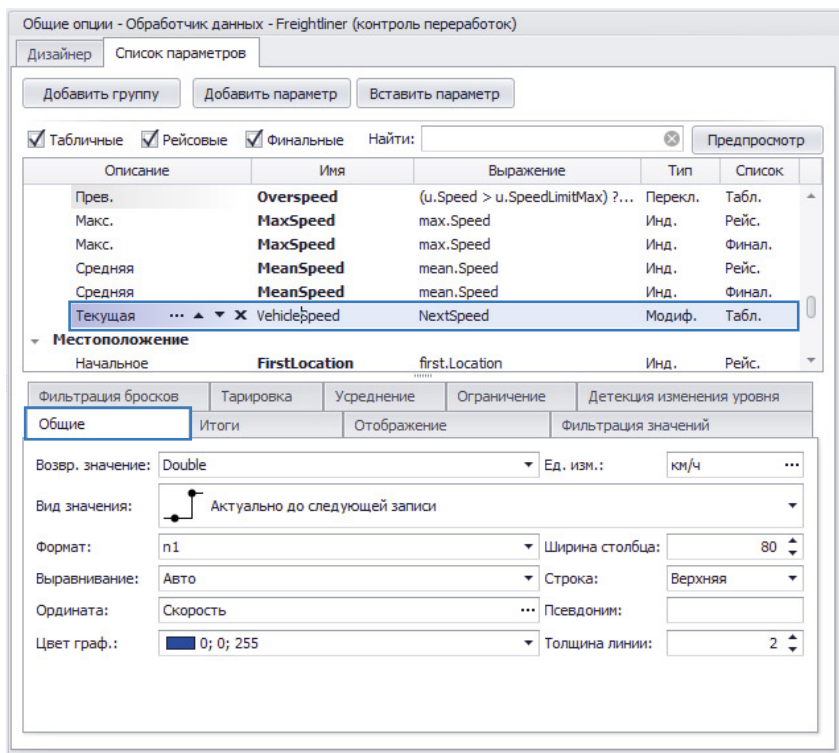 Общие опции - Обработчик данных - Freightliner (контроль переработок)
Дизайнер Список параметров
Добавить группу Добавить параметр Вставить параметр
Табличные Рейсовые Финальные Найти: Предпросмотр
Описание Имя Выражение Тип Список
Прев. Overspeed (u.Speed > u.SpeedLimitMax) ?... Перекл. Табл.
Макс. MaxSpeed max.Speed Инд. Рейс.
Макс. MaxSpeed max.Speed Инд. Финал.
Средняя MeanSpeed mean.Speed Инд. Рейс.
Средняя MeanSpeed mean.Speed Инд. Финал.
Текущая ... VehicleSpeed NextSpeed Модиф. Табл.
Местоположение
Начальное FirstLocation first.Location Инд. Рейс.
Фильтрация бросков Тарировка Усреднение Ограничение Детекция изменения уровня
Общие Итоги Отображение Фильтрация значений
Возвр. значение: Double Ед. изм.: км/ч ...
Вид значения: Актуально до следующей записи
Формат: n1 Ширина столбца: 80
Выравнивание: Авто Строка: Верхняя
Ордината: Скорость ... Псевдоним:
Цвет граф.: 0; 0; 255 Толщина линии: 2